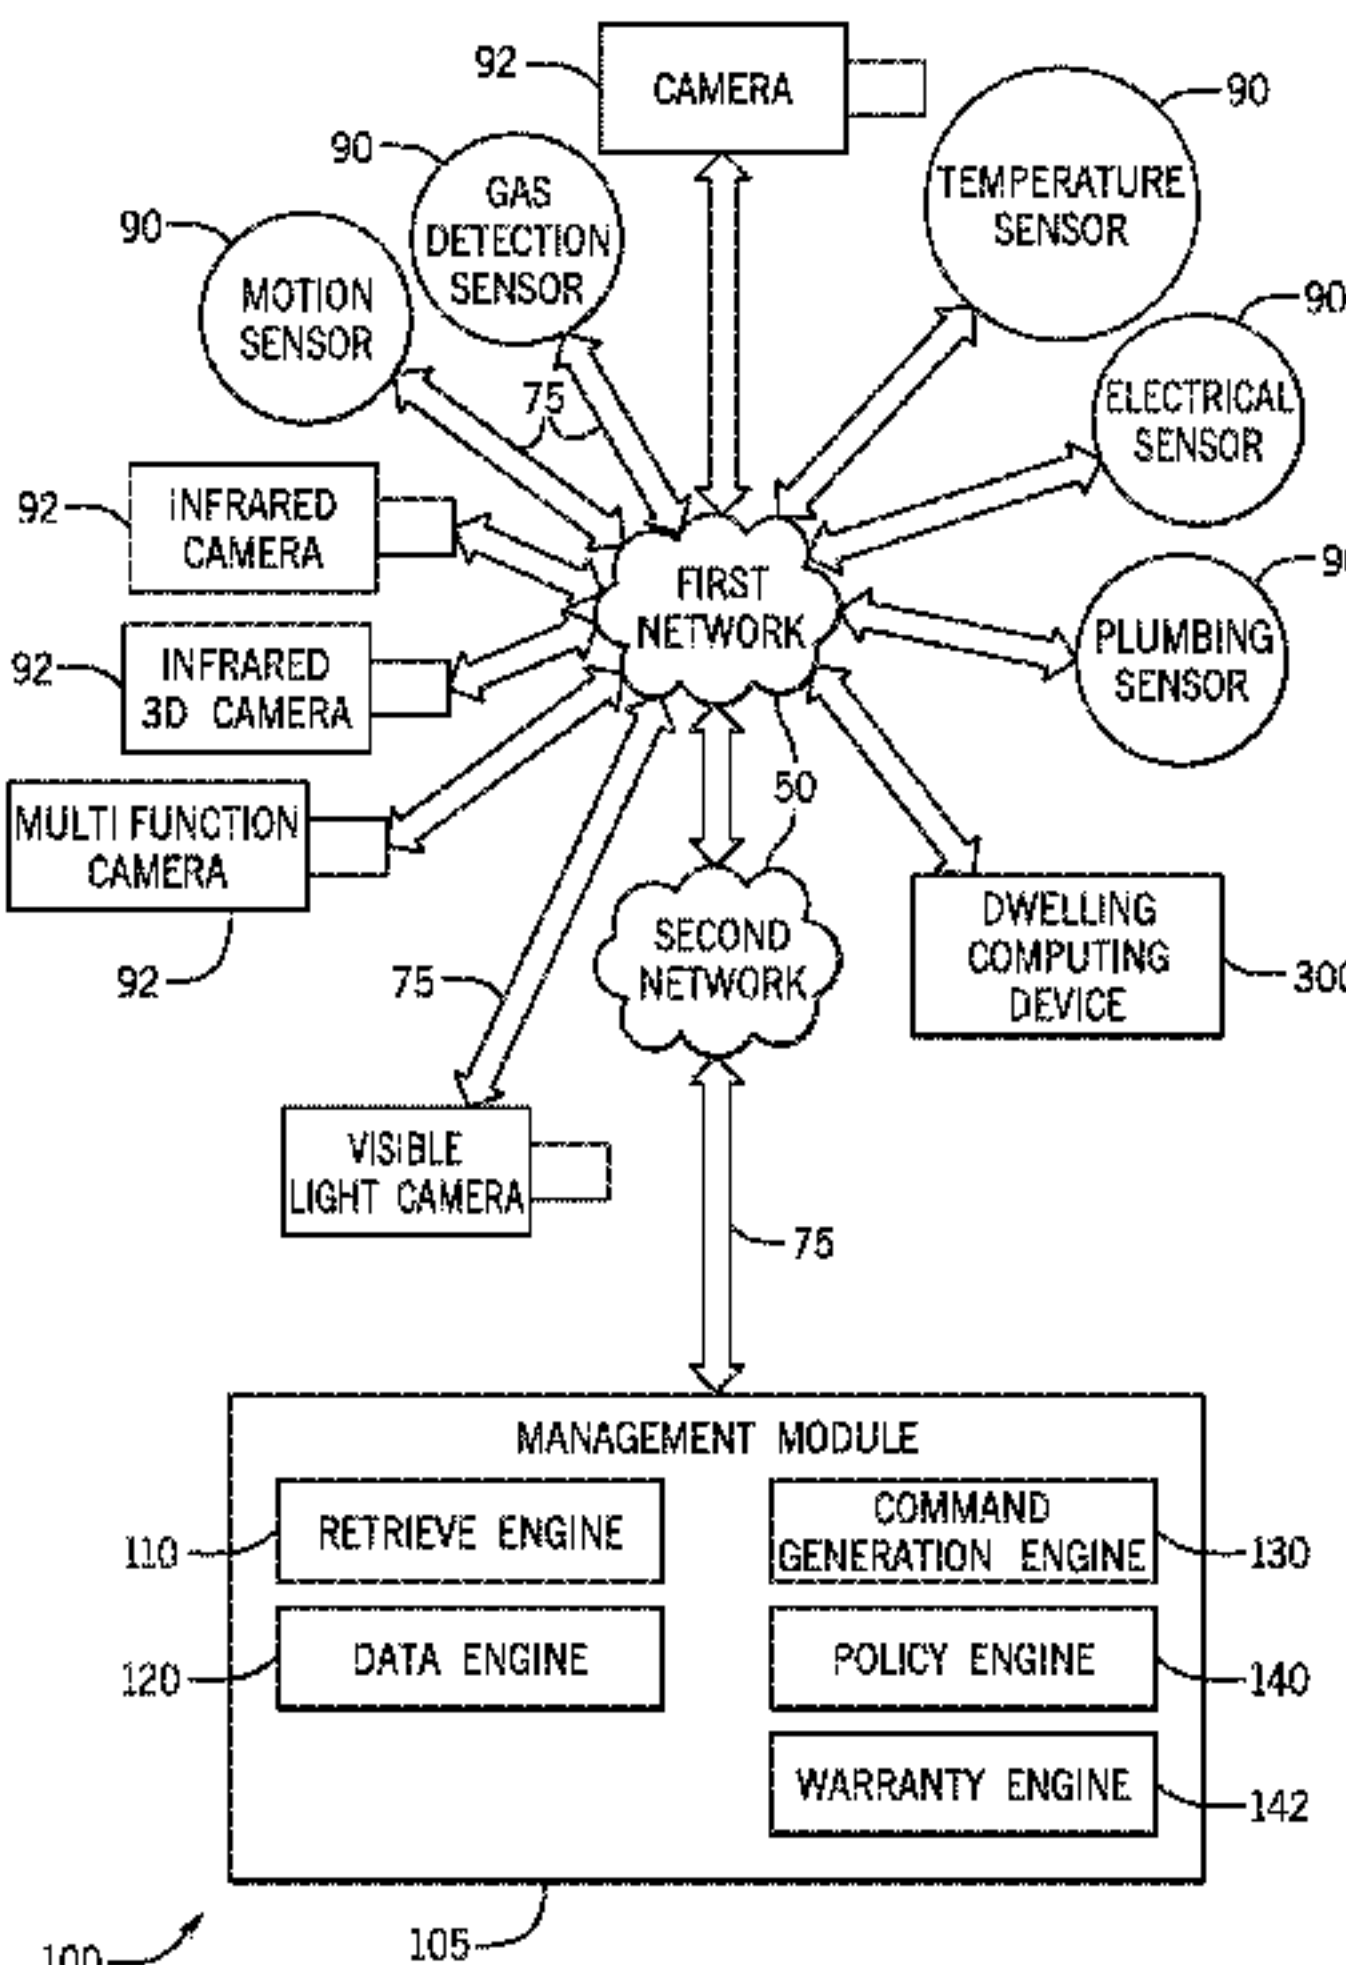 92
CAMERA
90
TEMPERATURE
SENSOR
90
GAS
DETECTION
SENSOR
90
MOTION
SENSOR
90
ELECTRICAL
SENSOR
75
92
INFRARED
CAMERA
FIRST
NETWORK
PLUMBING
SENSOR
92
INFRARED
3D CAMERA
50
MULTI FUNCTION
CAMERA
92
SECOND
NETWORK
DWELLING
COMPUTING
DEVICE
300
75
VISIBLE
LIGHT CAMERA
75
MANAGEMENT MODULE
110
RETRIEVE ENGINE
COMMAND
GENERATION ENGINE
130
120
DATA ENGINE
POLICY ENGINE
140
WARRANTY ENGINE
142
105
100